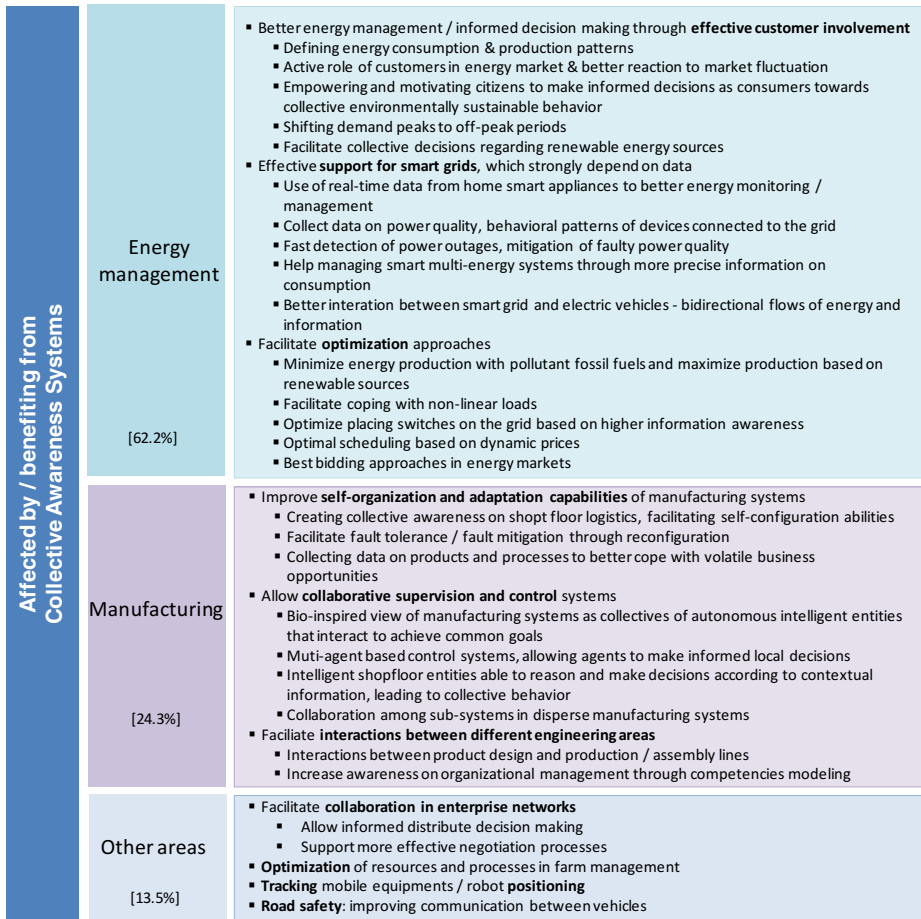 Affected by / benefiting from
Collective Awareness Systems
Energy
management
[62.2%]
▪ Better energy management / informed decision making through effective customer involvement
▪ Defining energy consumption & production patterns
▪ Active role of customers in energy market & better reaction to market fluctuation
▪ Empowering and motivating citizens to make informed decisions as consumers towards
collective environmentally sustainable behavior
▪ Shifting demand peaks to off-peak periods
▪ Facilitate collective decisions regarding renewable energy sources
▪ Effective support for smart grids, which strongly depend on data
▪ Use of real-time data from home smart appliances to better energy monitoring /
management
▪ Collect data on power quality, behavioral patterns of devices connected to the grid
▪ Fast detection of power outages, mitigation of faulty power quality
▪ Help managing smart multi-energy systems through more precise information on
consumption
▪ Better interation between smart grid and electric vehicles - bidirectional flows of energy and
information
▪ Facilitate optimization approaches
▪ Minimize energy production with pollutant fossil fuels and maximize production based on
renewable sources
▪ Facilitate coping with non-linear loads
▪ Optimize placing switches on the grid based on higher information awareness
▪ Optimal scheduling based on dynamic prices
▪ Best bidding approaches in energy markets
Manufacturing
[24.3%]
▪ Improve self-organization and adaptation capabilities of manufacturing systems
▪ Creating collective awareness on shopt floor logistics, facilitating self-configuration abilities
▪ Facilitate fault tolerance / fault mitigation through reconfiguration
▪ Collecting data on products and processes to better cope with volatile business
opportunities
▪ Allow collaborative supervision and control systems
▪ Bio-inspired view of manufacturing systems as collectives of autonomous intelligent entities
that interact to achieve common goals
▪ Muti-agent based control systems, allowing agents to make informed local decisions
▪ Intelligent shopfloor entities able to reason and make decisions according to contextual
information, leading to collective behavior
▪ Collaboration among sub-systems in disperse manufacturing systems
▪ Faciliate interactions between different engineering areas
▪ Interactions between product design and production / assembly lines
▪ Increase awareness on organizational management through competencies modeling
Other areas
[13.5%]
▪ Facilitate collaboration in enterprise networks
▪ Allow informed distribute decision making
▪ Support more effective negotiation processes
▪ Optimization of resources and processes in farm management
▪ Tracking mobile equipments / robot positioning
▪ Road safety: improving communication between vehicles